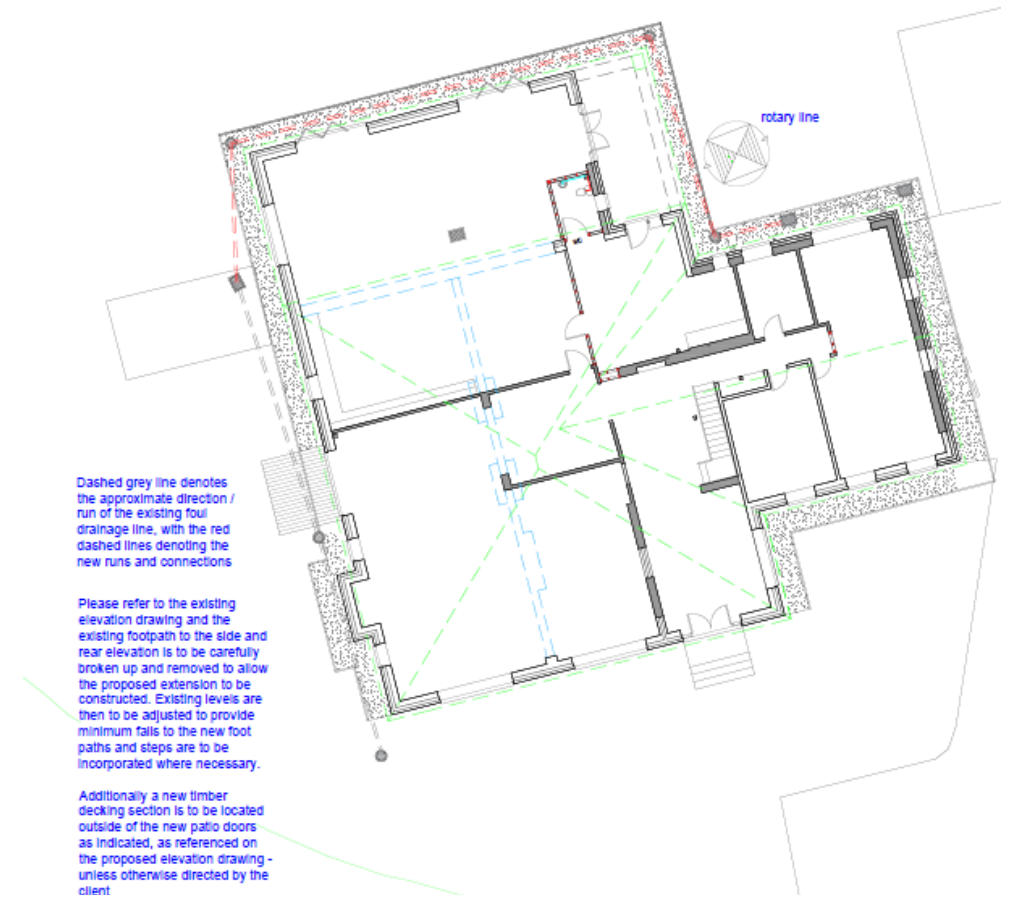 rotary line
Dashed grey line denotes
the approximate direction /
run of the existing foul
drainage line, with the red
dashed lines denoting the
new runs and connections
Please refer to the existing
elevation drawing and the
existing footpath to the side and
rear elevation is to be carefully
broken up and removed to allow
the proposed extension to be
constructed. Existing levels are
then to be adjusted to provide
minimum falls to the new foot
paths and steps are to be
incorporated where necessary.
Additionally a new timber
decking section is to be located
outside of the new patio doors
as indicated, as referenced on
the proposed elevation drawing -
unless otherwise directed by the
client